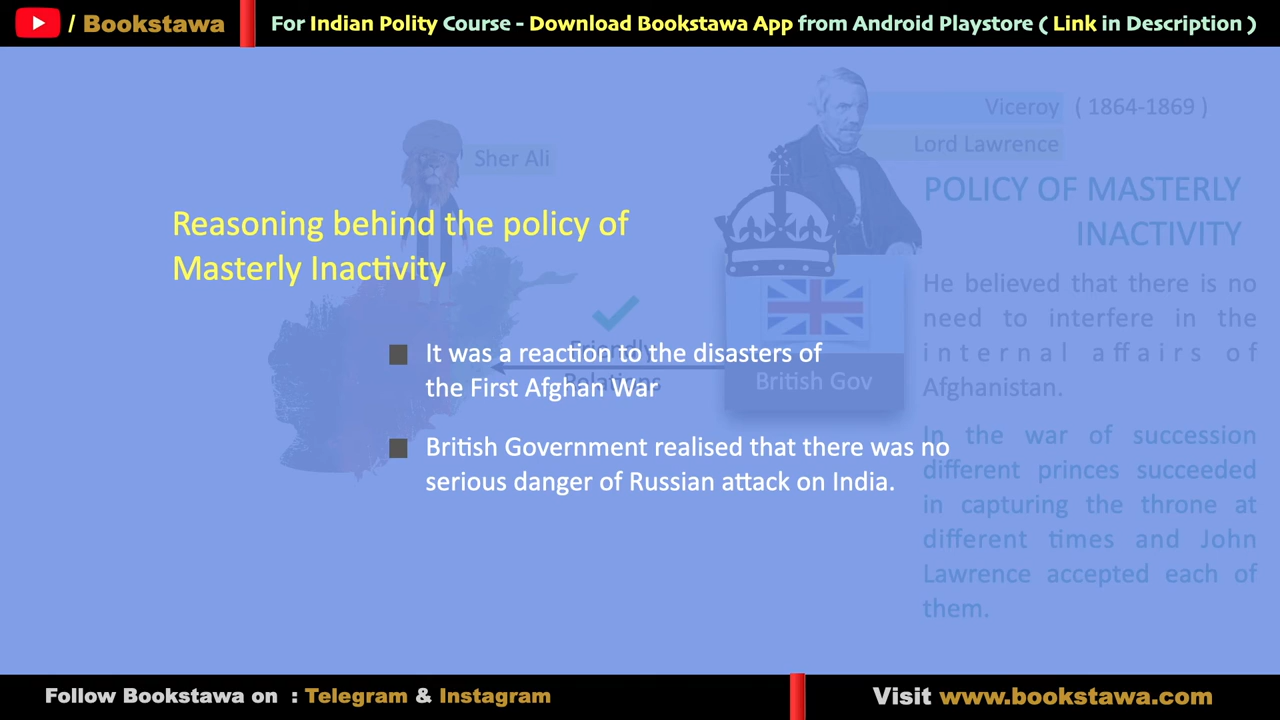 / Bookstawa
For Indian Polity Course - Download Bookstawa App from Android Playstore ( Link in Description )
Viceroy ( 1864-1869 )
Lord Lawrence
Sher Ali
POLICY OF MASTERLY
INACTIVITY
Reasoning behind the policy of
Masterly Inactivity
He believed that there is no
need to interfere in the
internal affairs of
Afghanistan.
Friendly
Relations
British Gov
It was a reaction to the disasters of
the First Afghan War
British Government realised that there was no
serious danger of Russian attack on India.
In the war of succession
different princes succeeded
in capturing the throne at
different times and John
Lawrence accepted each of
them.
Follow Bookstawa on : Telegram & Instagram
Visit www.bookstawa.com